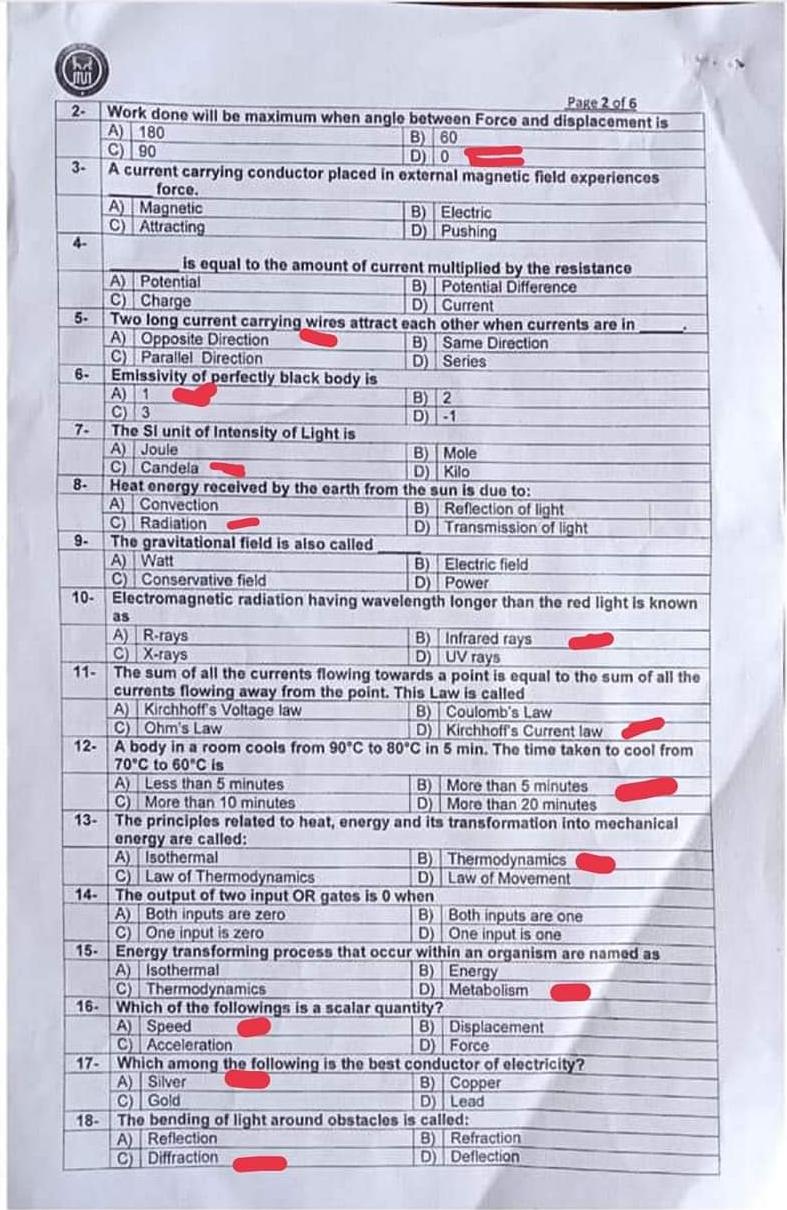 Page 2 of 6
2- Work done will be maximum when angle between Force and displacement is
A) 180 B) 60
C) 90 D) 0
3- A current carrying conductor placed in external magnetic field experiences
______ force.
A) Magnetic B) Electric
C) Attracting D) Pushing
4-
________ is equal to the amount of current multiplied by the resistance
A) Potential B) Potential Difference
C) Charge D) Current
5- Two long current carrying wires attract each other when currents are in _____.
A) Opposite Direction B) Same Direction
C) Parallel Direction D) Series
6- Emissivity of perfectly black body is
A) 1 B) 2
C) 3 D) -1
7- The SI unit of Intensity of Light is
A) Joule B) Mole
C) Candela D) Kilo
8- Heat energy received by the earth from the sun is due to:
A) Convection B) Reflection of light
C) Radiation D) Transmission of light
9- The gravitational field is also called _____
A) Watt B) Electric field
C) Conservative field D) Power
10- Electromagnetic radiation having wavelength longer than the red light is known
as
A) R-rays B) Infrared rays
C) X-rays D) UV rays
11- The sum of all the currents flowing towards a point is equal to the sum of all the
currents flowing away from the point. This Law is called
A) Kirchhoff's Voltage law B) Coulomb's Law
C) Ohm's Law D) Kirchhoff's Current law
12- A body in a room cools from 90°C to 80°C in 5 min. The time taken to cool from
70°C to 60°C is
A) Less than 5 minutes B) More than 5 minutes
C) More than 10 minutes D) More than 20 minutes
13- The principles related to heat, energy and its transformation into mechanical
energy are called:
A) Isothermal B) Thermodynamics
C) Law of Thermodynamics D) Law of Movement
14- The output of two input OR gates is 0 when
A) Both inputs are zero B) Both inputs are one
C) One input is zero D) One input is one
15- Energy transforming process that occur within an organism are named as
A) Isothermal B) Energy
C) Thermodynamics D) Metabolism
16- Which of the followings is a scalar quantity?
A) Speed B) Displacement
C) Acceleration D) Force
17- Which among the following is the best conductor of electricity?
A) Silver B) Copper
C) Gold D) Lead
18- The bending of light around obstacles is called:
A) Reflection B) Refraction
C) Diffraction D) Deflection